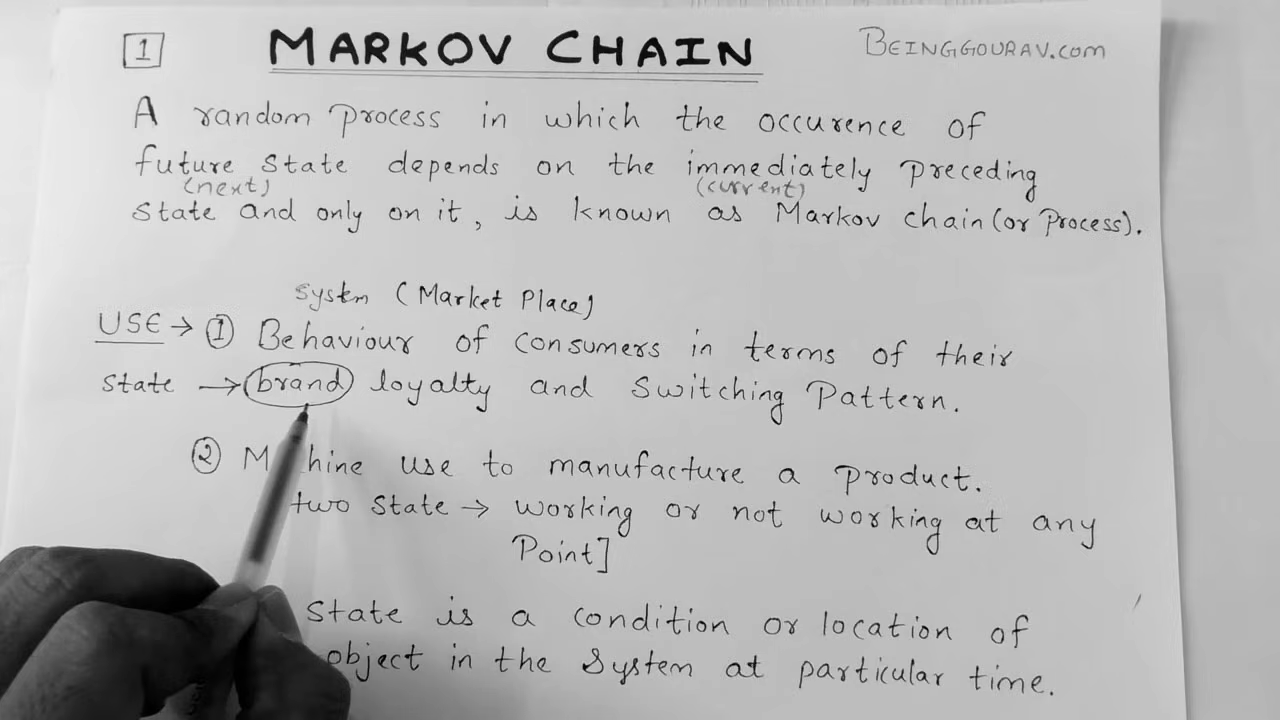 1 MARKOV CHAIN BEINGGOURAV.com
A random process in which the occurence of
future state depends on the immediately preceding
(next) (current)
state and only on it, is known as Markov chain (or Process).
System (Market Place)
USE → ① Behaviour of consumers in terms of their
state → brand loyalty and switching Pattern.
② Machine use to manufacture a product.
two state → working or not working at any
Point]
State is a condition or location of
object in the system at particular time.